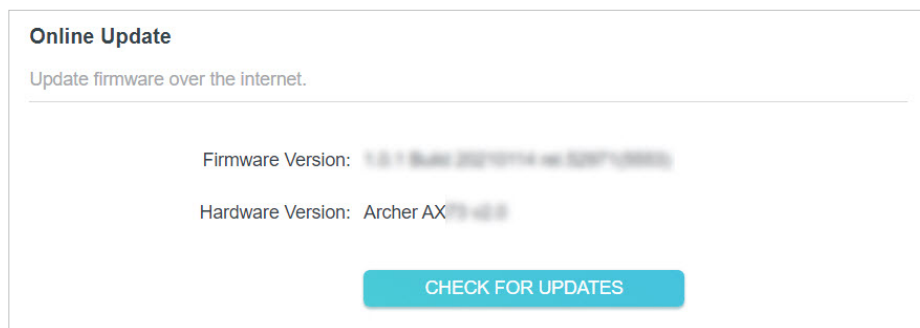 Online Update
Update firmware over the internet.
Firmware Version:
Hardware Version: Archer AX
CHECK FOR UPDATES